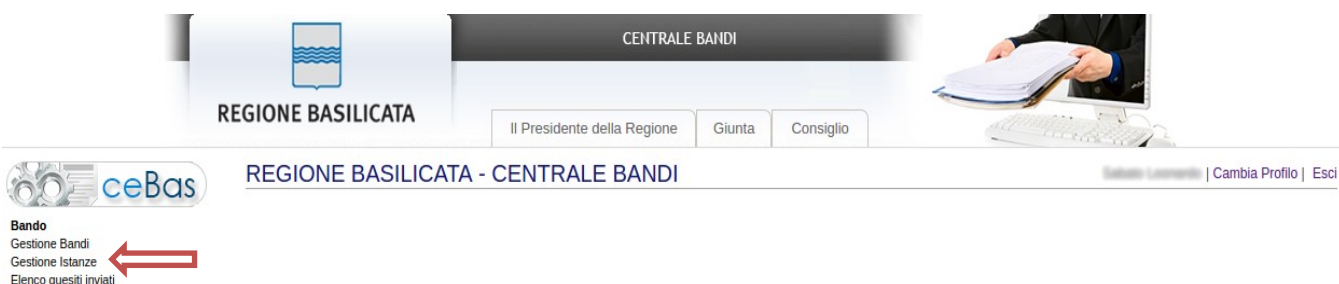 CENTRALE BANDI
REGIONE BASILICATA
Il Presidente della Regione
Giunta
Consiglio
ceBas
REGIONE BASILICATA - CENTRALE BANDI
| Cambia Profilo | Esci
Bando
Gestione Bandi
Gestione Istanze
Elenco quesiti inviati